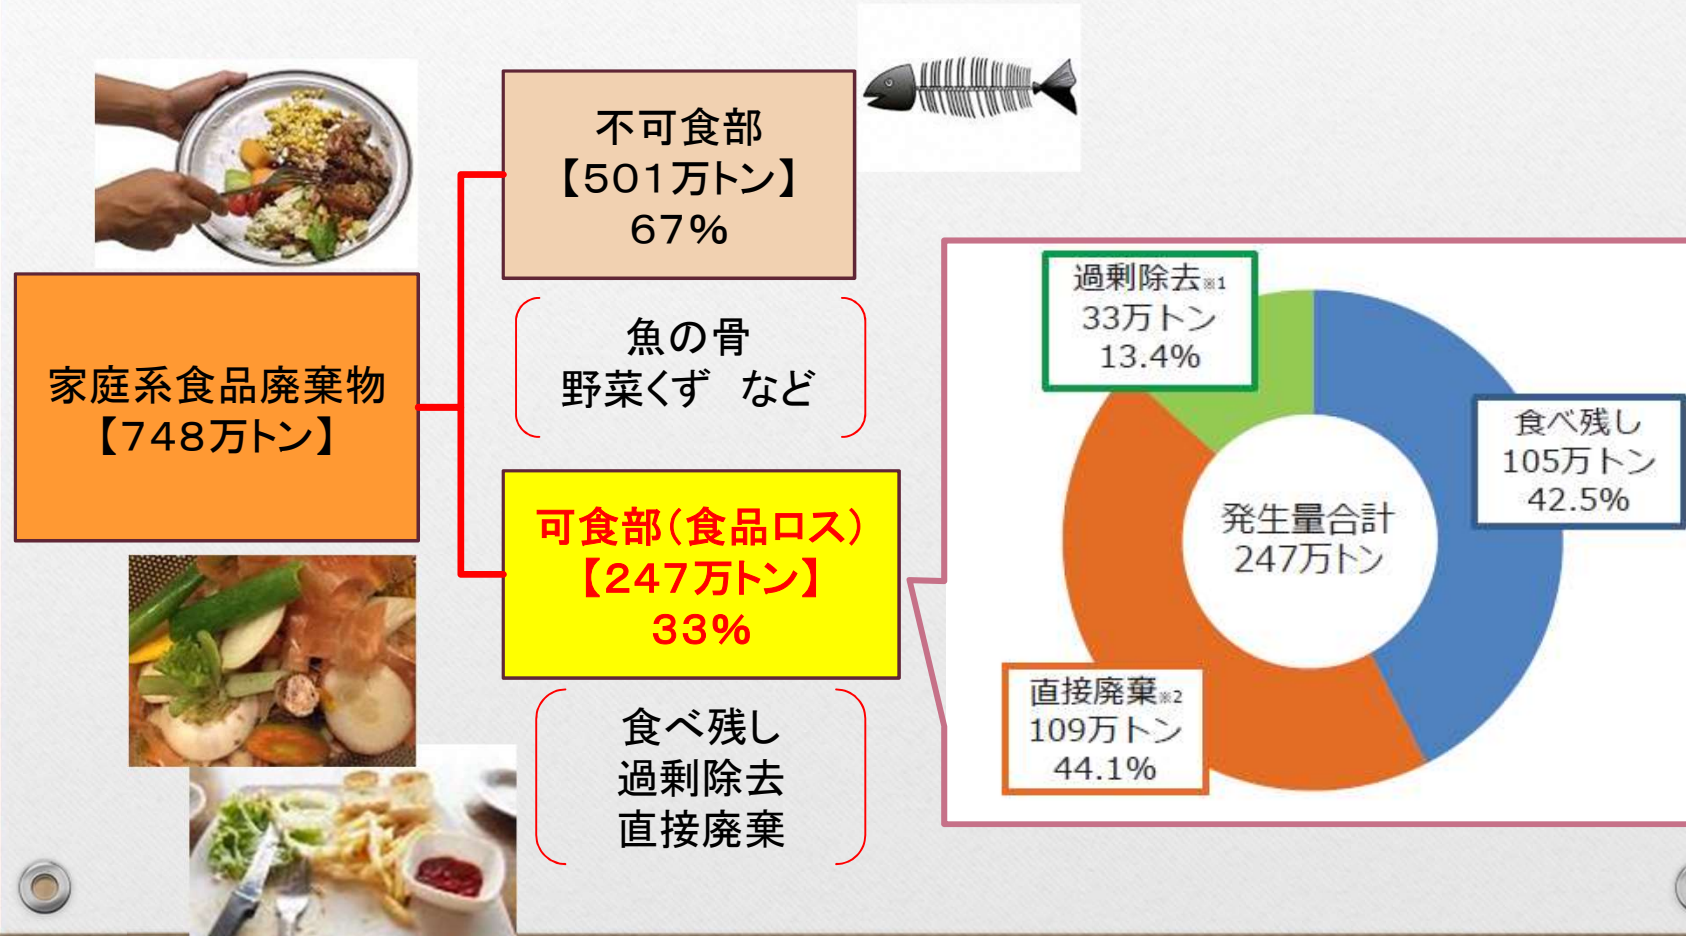 不可食部
【501万トン】
67%
魚の骨
野菜くず　など
家庭系食品廃棄物
【748万トン】
可食部(食品ロス)
【247万トン】
33%
食べ残し
過剰除去
直接廃棄
過剰除去※1
33万トン
13.4%
食べ残し
105万トン
42.5%
発生量合計
247万トン
直接廃棄※2
109万トン
44.1%